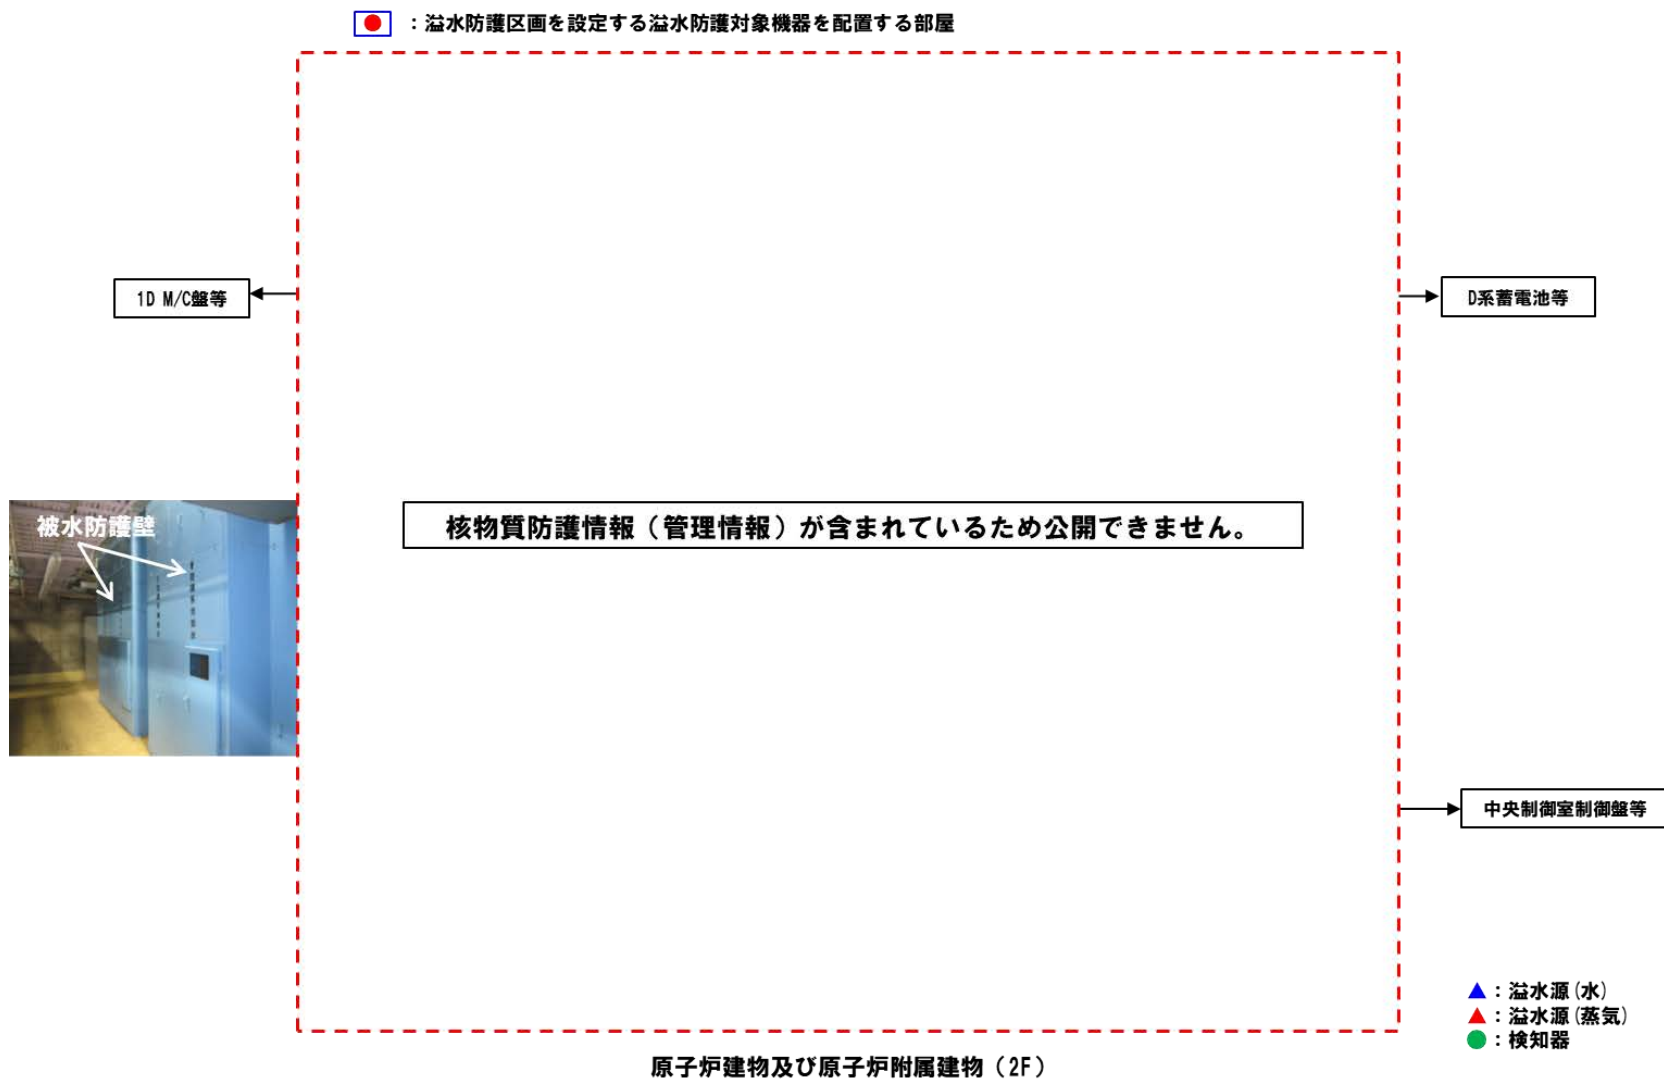 ：溢水防護区画を設定する溢水防護対象機器を配置する部屋
1D M/C盤等
D系蓄電池等
被水防護壁
核物質防護情報（管理情報）が含まれているため公開できません。
中央制御室制御盤等
▲：溢水源(水)
▲：溢水源(蒸気)
●：検知器
原子炉建物及び原子炉附属建物（2F）